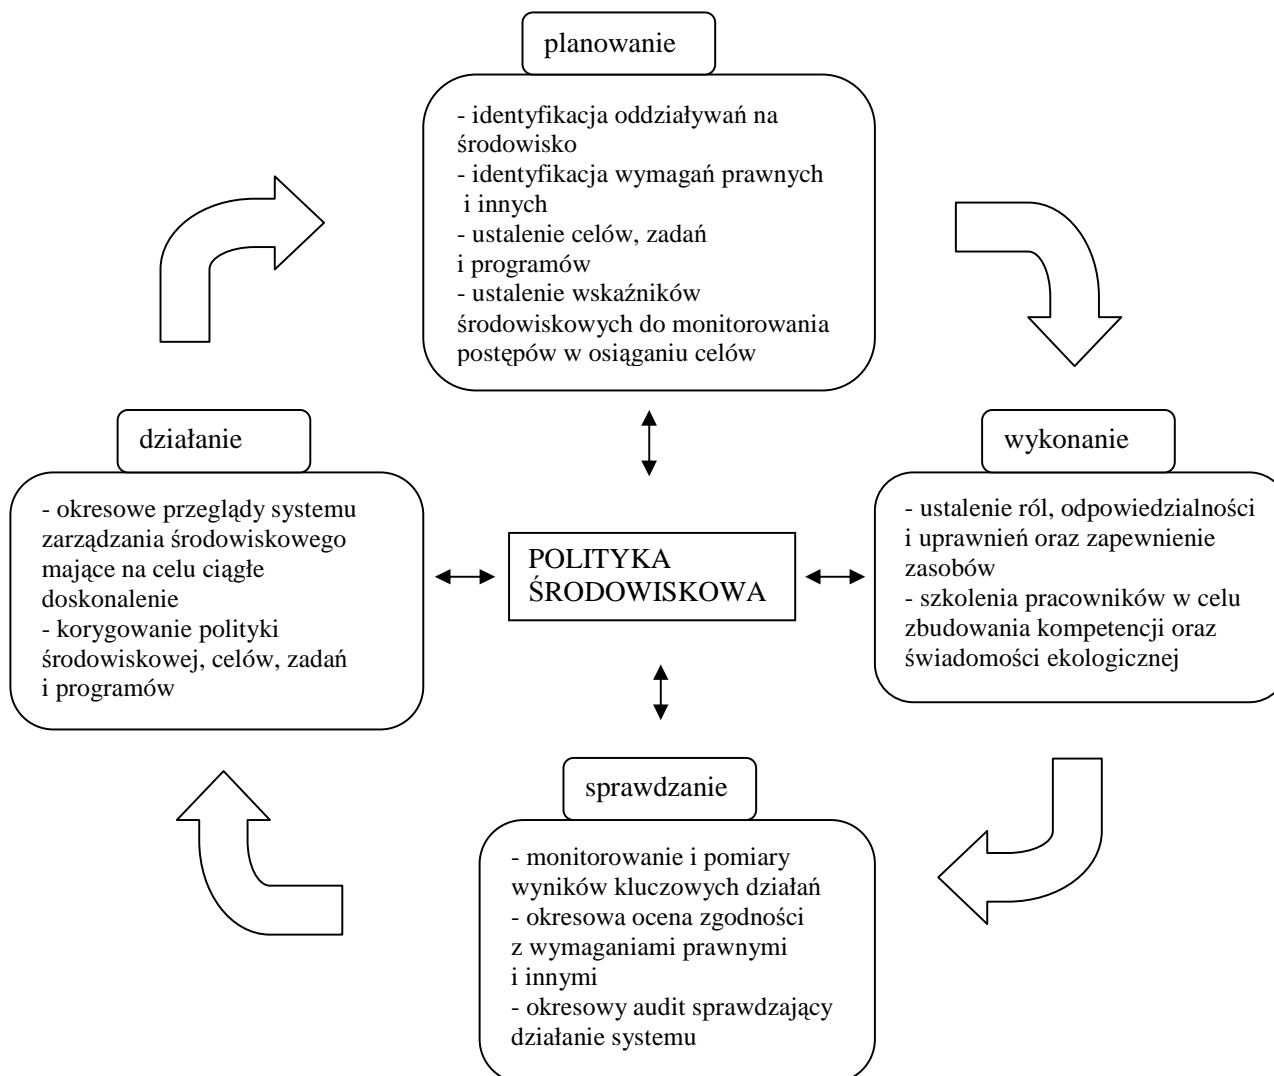 planowanie
- identyfikacja oddziaływań na
środowisko
- identyfikacja wymagań prawnych
i innych
- ustalenie celów, zadań
i programów
- ustalenie wskaźników
środowiskowych do monitorowania
postępów w osiąganiu celów
działanie
- okresowe przeglądy systemu
zarządzania środowiskowego
mające na celu ciągłe
doskonalenie
- korygowanie polityki
środowiskowej, celów, zadań
i programów
POLITYKA
ŚRODOWISKOWA
wykonanie
- ustalenie ról, odpowiedzialności
i uprawnień oraz zapewnienie
zasobów
- szkolenia pracowników w celu
zbudowania kompetencji oraz
świadomości ekologicznej
sprawdzanie
- monitorowanie i pomiary
wyników kluczowych działań
- okresowa ocena zgodności
z wymaganiami prawnymi
i innymi
- okresowy audit sprawdzający
działanie systemu